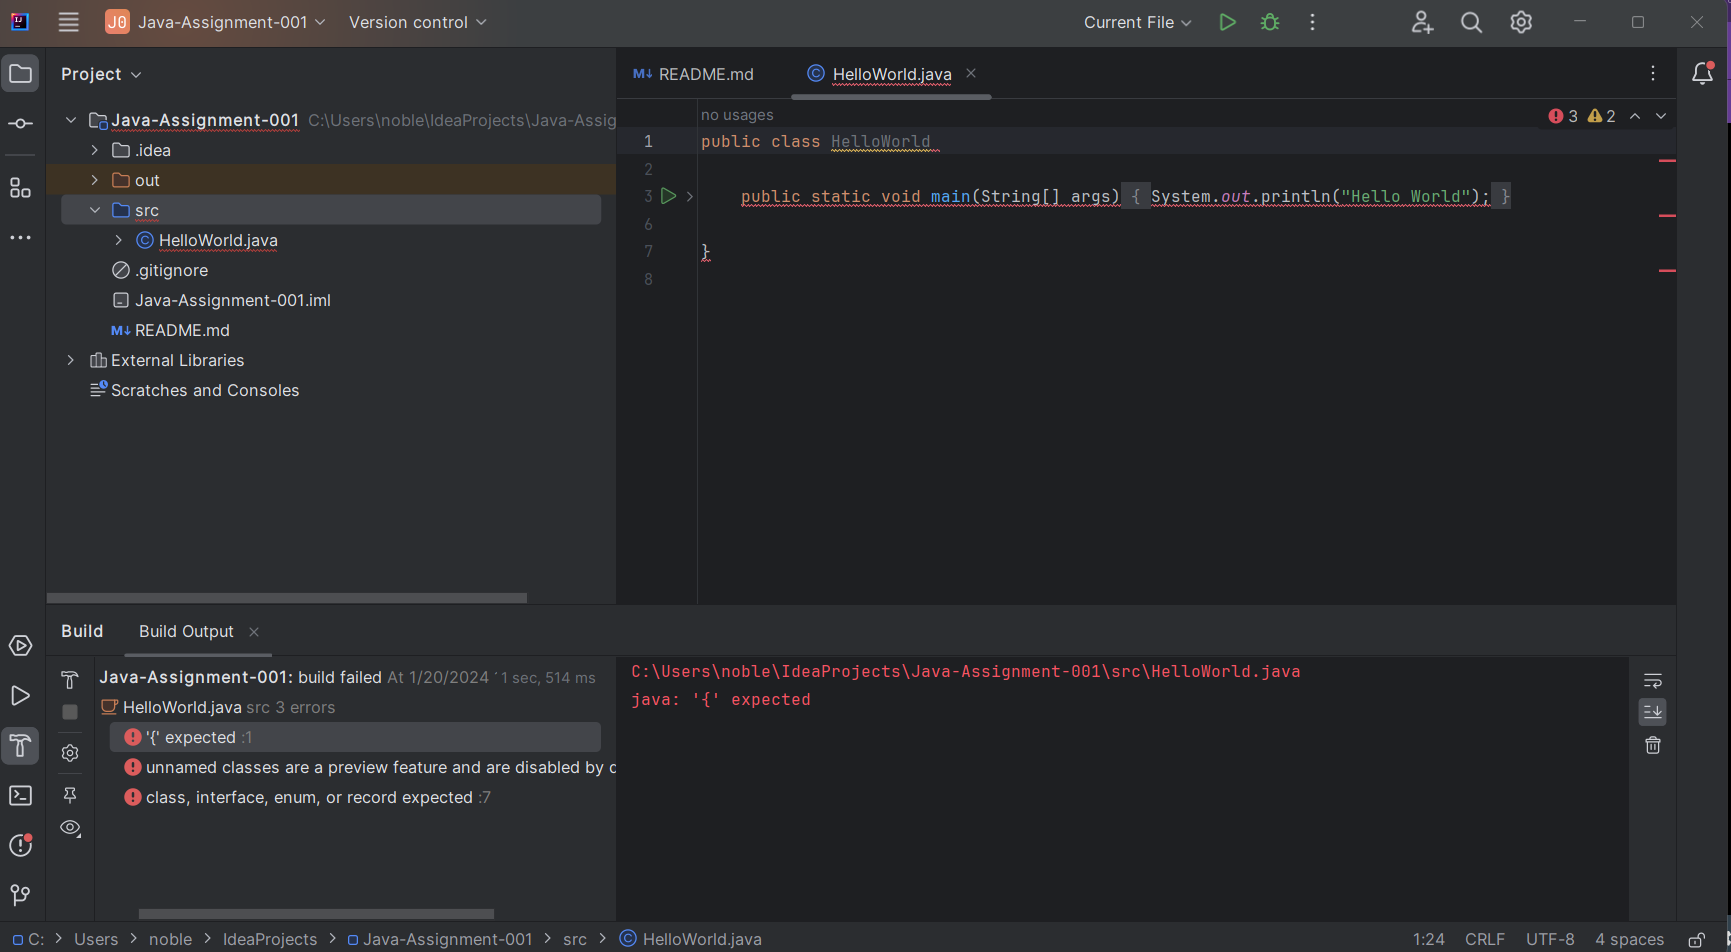 J0 Java-Assignment-001 Version control Current File
Project
Java-Assignment-001 C:\Users\noble\IdeaProjects\Java-Assig
.idea
out
src
HelloWorld.java
.gitignore
Java-Assignment-001.iml
M↓ README.md
External Libraries
Scratches and Consoles
M↓ README.md HelloWorld.java
no usages
3 2
1 public class HelloWorld
2
3 public static void main(String[] args) { System.out.println("Hello World"); }
6
7 }
8
Build Build Output
Java-Assignment-001: build failed At 1/20/2024 1 sec, 514 ms
HelloWorld.java src 3 errors
'{' expected :1
unnamed classes are a preview feature and are disabled by d
class, interface, enum, or record expected :7
C:\Users\noble\IdeaProjects\Java-Assignment-001\src\HelloWorld.java
java: '{' expected
C: > Users > noble > IdeaProjects > Java-Assignment-001 > src > HelloWorld.java
1:24 CRLF UTF-8 4 spaces